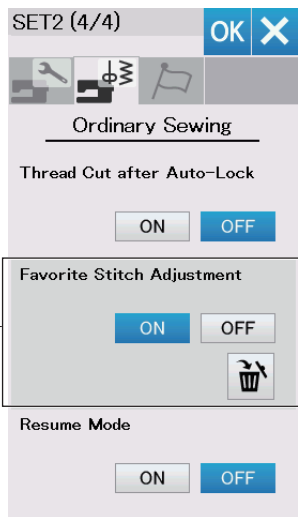 SET2 (4/4)
OK
Ordinary Sewing
Thread Cut after Auto-Lock
ON OFF
Favorite Stitch Adjustment
ON OFF
Resume Mode
ON OFF